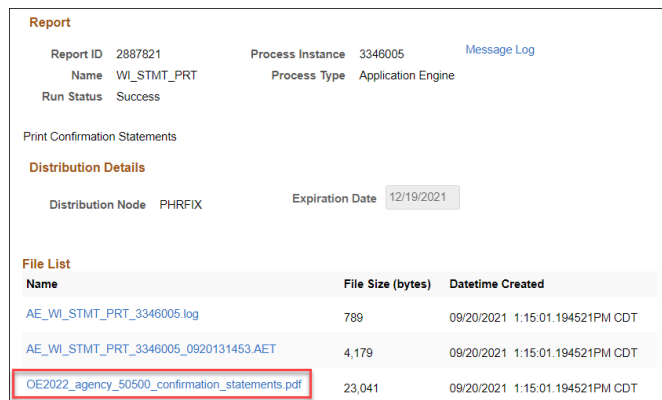 Report
Report ID 2887821 Process Instance 3346005 Message Log
Name WI_STMT_PRT Process Type Application Engine
Run Status Success
Print Confirmation Statements
Distribution Details
Distribution Node PHRFIX Expiration Date 12/19/2021
File List
Name File Size (bytes) Datetime Created
AE_WI_STMT_PRT_3346005.log 789 09/20/2021 1:15:01.194521PM CDT
AE_WI_STMT_PRT_3346005_0920131453.AET 4,179 09/20/2021 1:15:01.194521PM CDT
OE2022_agency_50500_confirmation_statements.pdf 23,041 09/20/2021 1:15:01.194521PM CDT